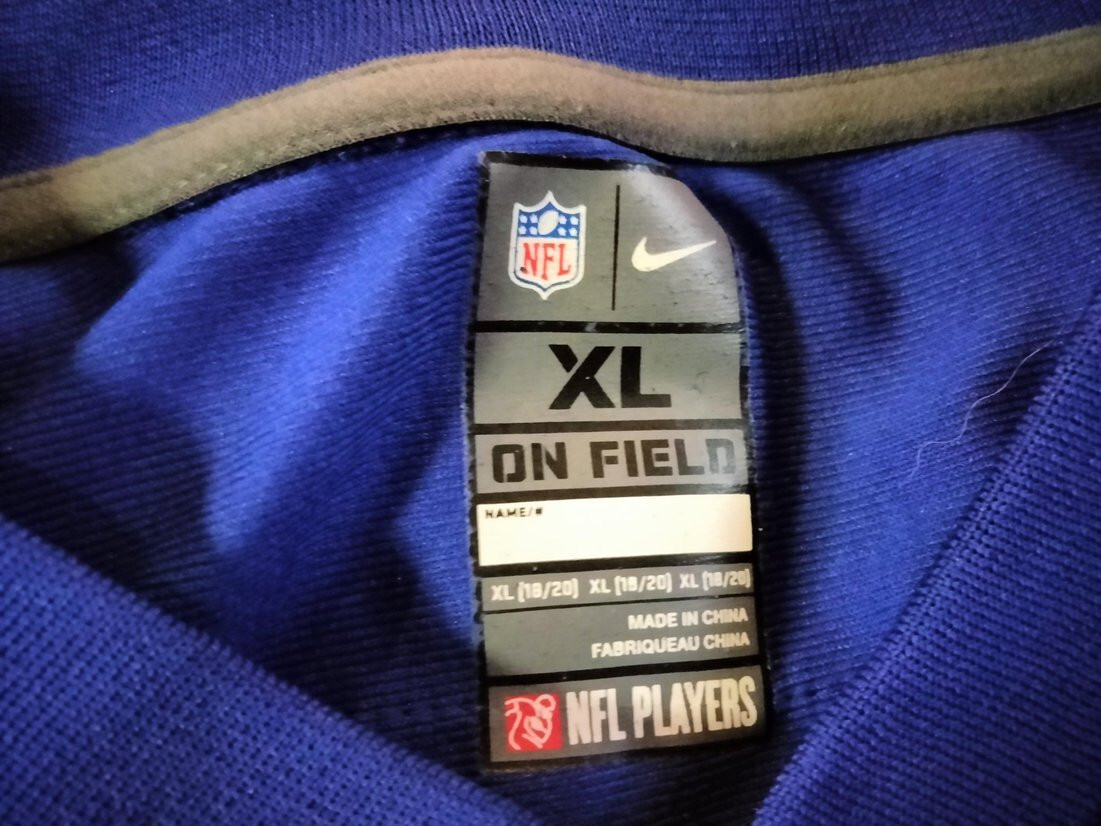 NFL
XL
ON FIELD
NAME/#
XL (18/20) XL (18/20) XL (18/20)
MADE IN CHINA
FABRIQUEAU CHINA
NFL PLAYERS